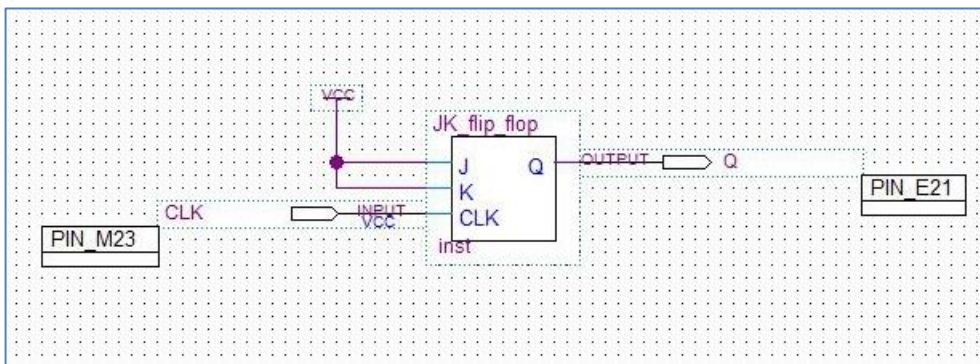 VCC
JK_flip_flop
J
Q
OUTPUT
Q
K
PIN_E21
CLK
INPUT
VCC
CLK
PIN_M23
inst